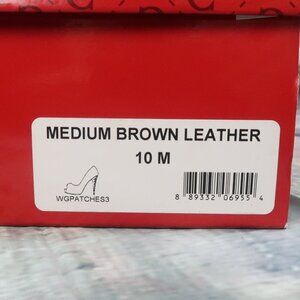 MEDIUM BROWN LEATHER
10 M
WGPATCHES3
8 89332 06955 4